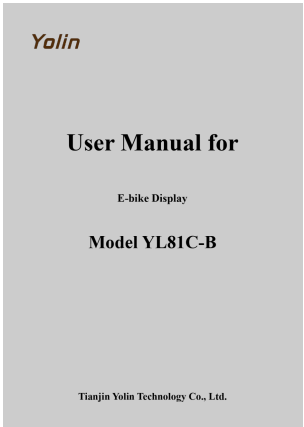 Yolin
User Manual for
E-bike Display
Model YL81C-B
Tianjin Yolin Technology Co., Ltd.